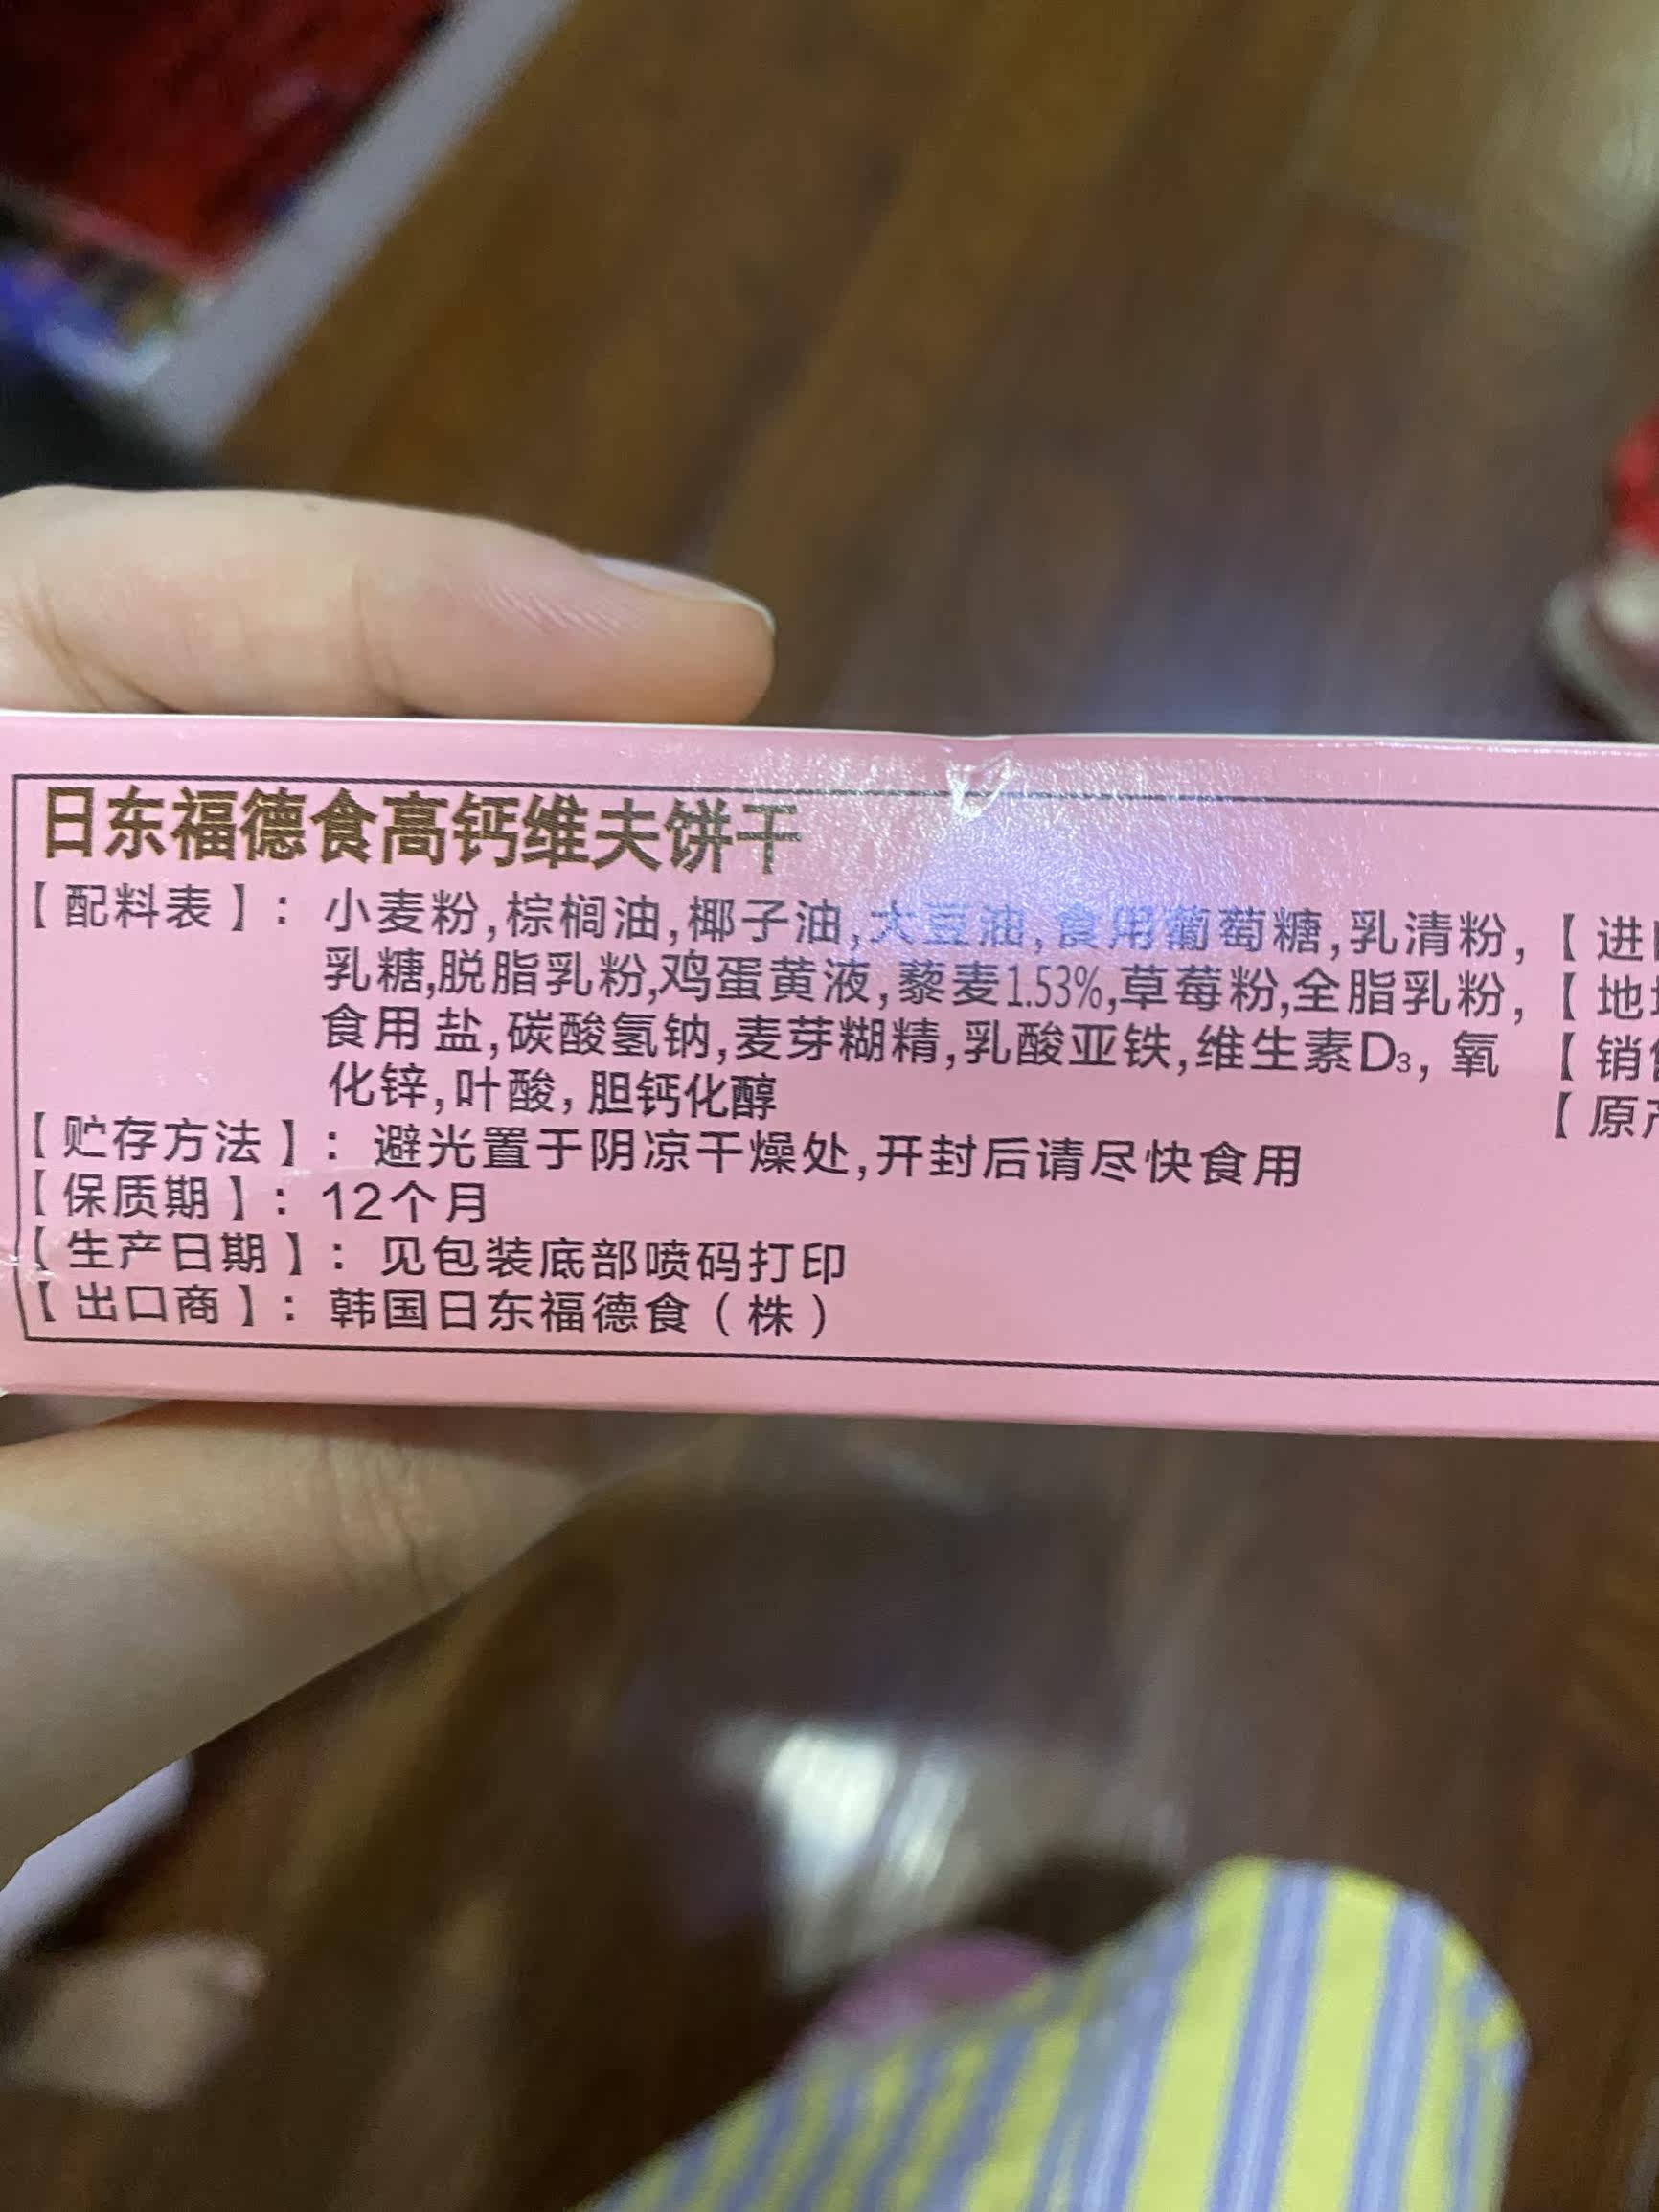 日东福德食高钙维夫饼干
【配料表】：小麦粉,棕榈油,椰子油,大豆油,食用葡萄糖,乳清粉,
乳糖,脱脂乳粉,鸡蛋黄液,藜麦1.53%,草莓粉,全脂乳粉,
食用盐,碳酸氢钠,麦芽糊精,乳酸亚铁,维生素D₃, 氧
化锌,叶酸,胆钙化醇
【贮存方法】：避光置于阴凉干燥处,开封后请尽快食用
【保质期】：12个月
【生产日期】：见包装底部喷码打印
【出口商】：韩国日东福德食（株）
【进
【地
【销
【原